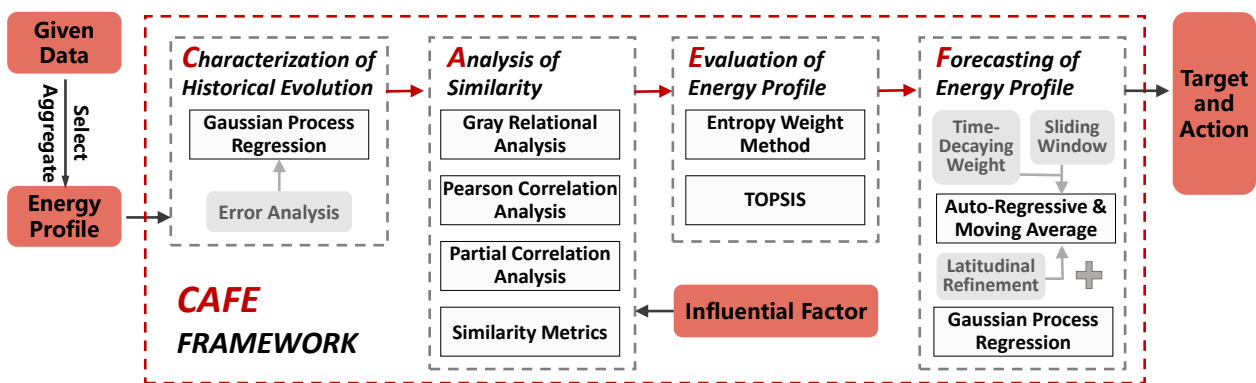 Given
Data
Aggregate
Select
Energy
Profile
Characterization of
Historical Evolution
Gaussian Process
Regression
Error Analysis
CAFE
FRAMEWORK
Analysis of
Similarity
Gray Relational
Analysis
Pearson Correlation
Analysis
Partial Correlation
Analysis
Similarity Metrics
Influential Factor
Evaluation of
Energy Profile
Entropy Weight
Method
TOPSIS
Forecasting of
Energy Profile
Time-
Decaying
Weight
Sliding
Window
Auto-Regressive &
Moving Average
Latitudinal
Refinement
Gaussian Process
Regression
Target
and
Action